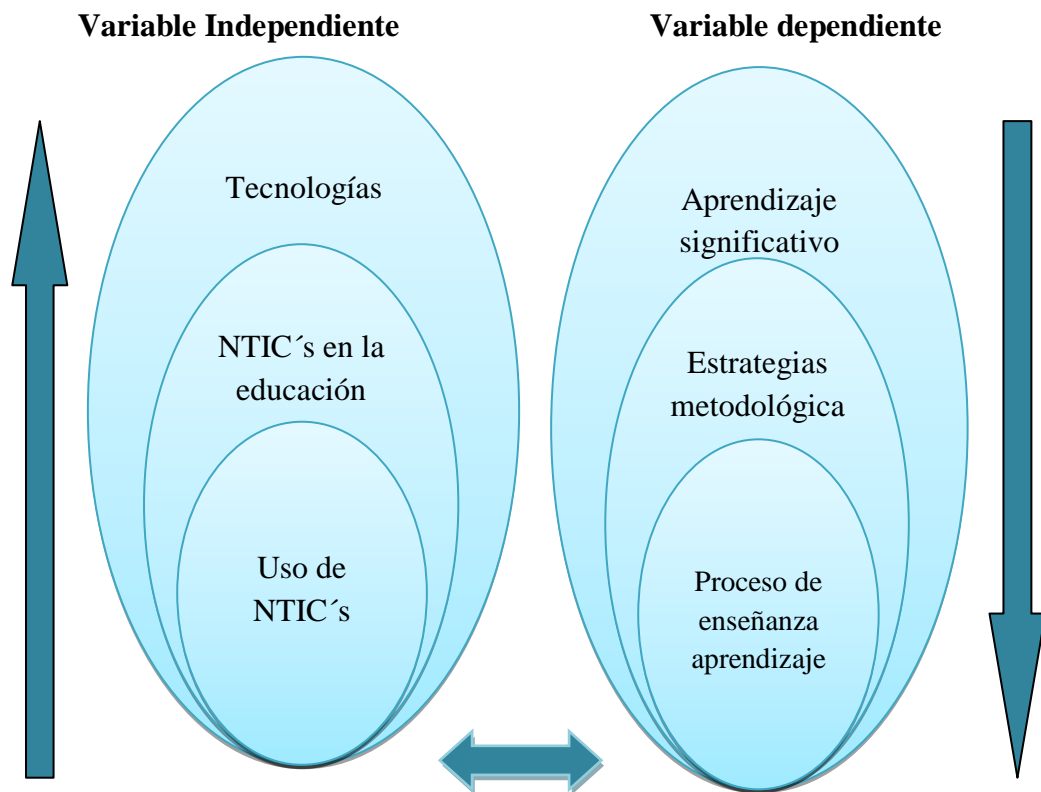 Variable Independiente
Tecnologías
NTIC´s en la
educación
Uso de
NTIC´s
Variable dependiente
Aprendizaje
significativo
Estrategias
metodológica
Proceso de
enseñanza
aprendizaje